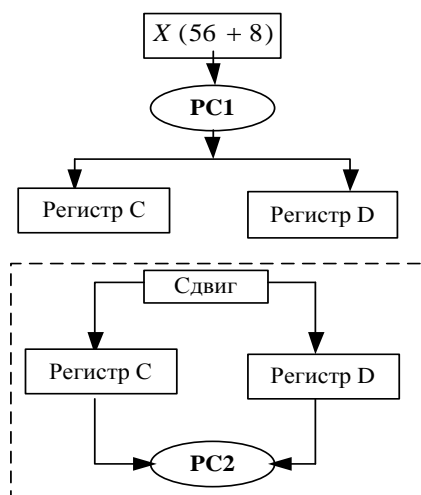 X (56 + 8)
PC1
Регистр C
Регистр D
Сдвиг
Регистр C
Регистр D
PC2